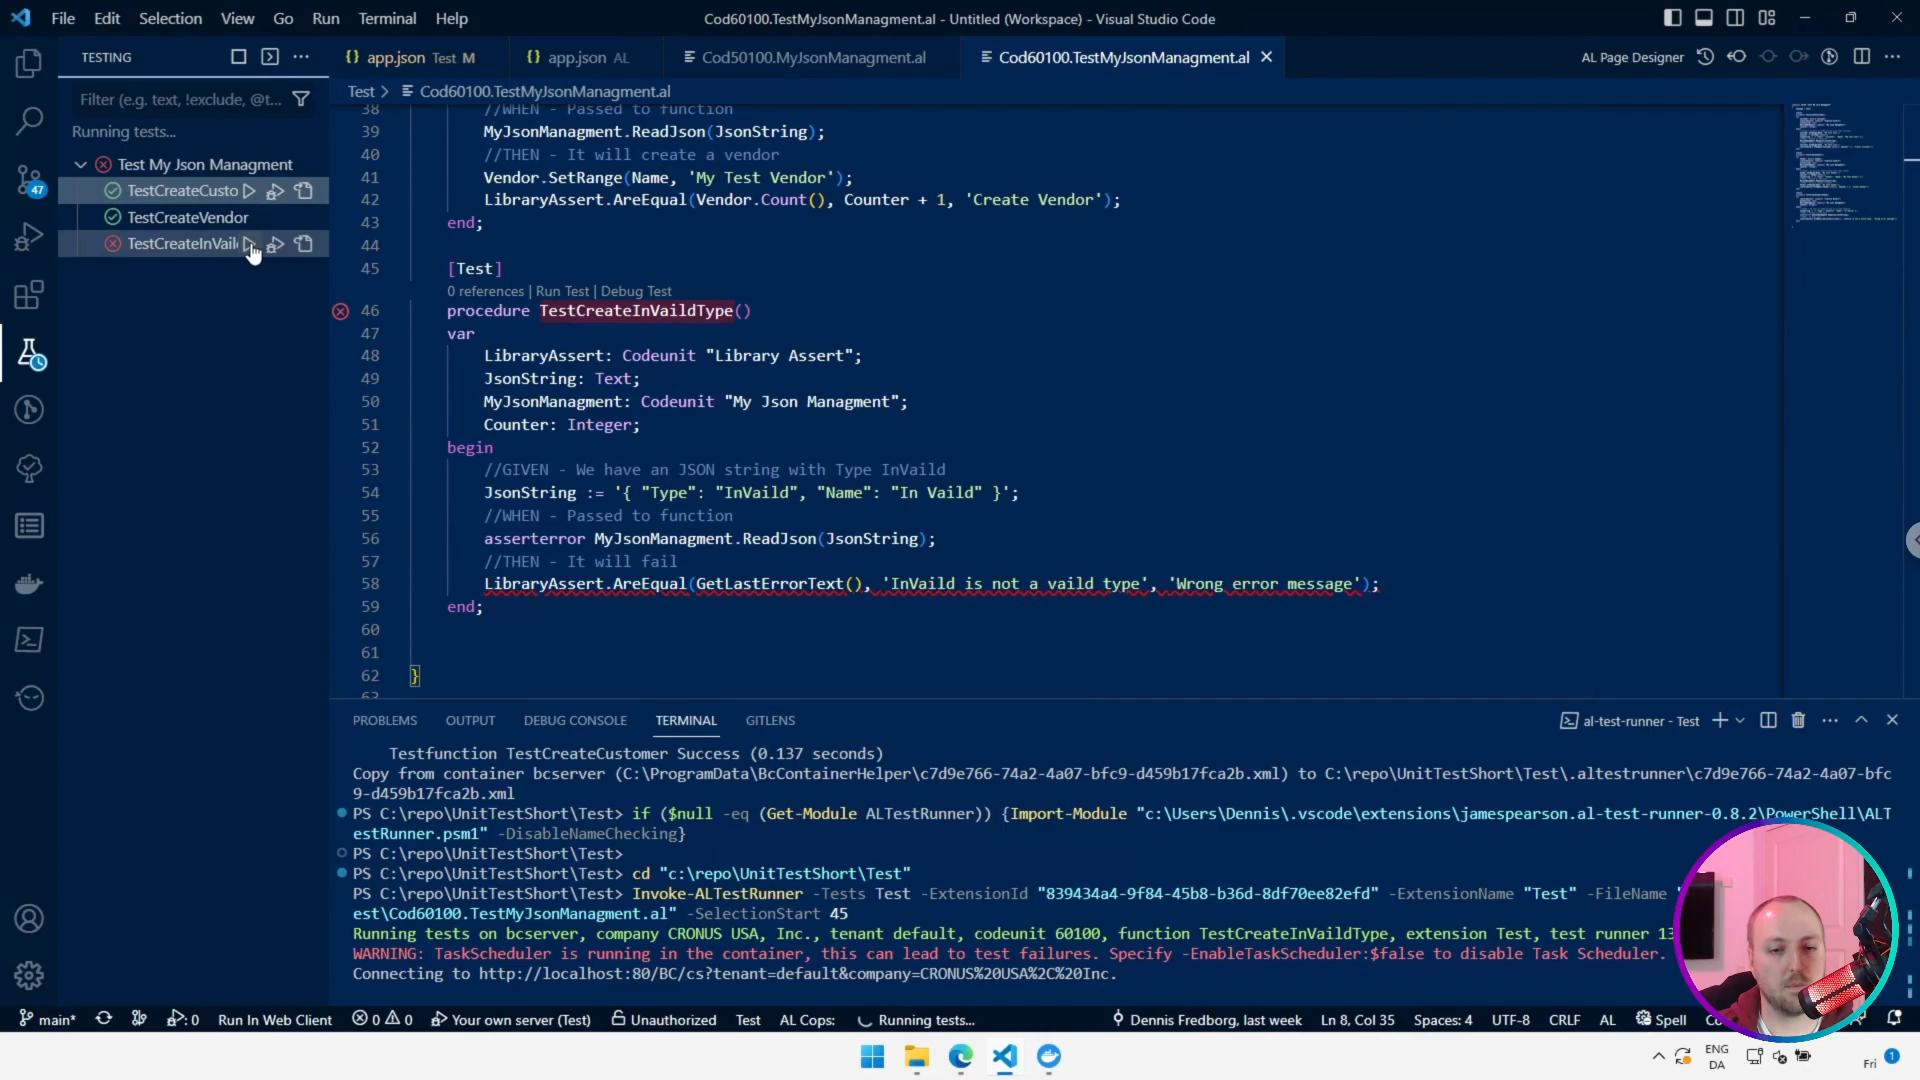 File Edit Selection View Go Run Terminal Help
Cod60100.TestMyJsonManagment.al - Untitled (Workspace) - Visual Studio Code
TESTING
app.json Test M
app.json AL
Cod50100.MyJsonManagment.al
Cod60100.TestMyJsonManagment.al
AL Page Designer
Filter (e.g. text, !exclude, @t...
Test > Cod60100.TestMyJsonManagment.al
Running tests...
Test My Json Managment
TestCreateCusto
TestCreateVendor
TestCreateInVail
47
38 //WHEN - Passed to function
39 MyJsonManagment.ReadJson(JsonString);
40 //THEN - It will create a vendor
41 Vendor.SetRange(Name, 'My Test Vendor');
42 LibraryAssert.AreEqual(Vendor.Count(), Counter + 1, 'Create Vendor');
43 end;
44
45 [Test]
0 references | Run Test | Debug Test
46 procedure TestCreateInVaildType()
47 var
48 LibraryAssert: Codeunit "Library Assert";
49 JsonString: Text;
50 MyJsonManagment: Codeunit "My Json Managment";
51 Counter: Integer;
52 begin
53 //GIVEN - We have an JSON string with Type InVaild
54 JsonString := '{ "Type": "InVaild", "Name": "In Vaild" }';
55 //WHEN - Passed to function
56 asserterror MyJsonManagment.ReadJson(JsonString);
57 //THEN - It will fail
58 LibraryAssert.AreEqual(GetLastErrorText(), 'InVaild is not a vaild type', 'Wrong error message');
59 end;
60
61
62 }
63
PROBLEMS OUTPUT DEBUG CONSOLE TERMINAL GITLENS
al-test-runner - Test
Testfunction TestCreateCustomer Success (0.137 seconds)
Copy from container bcserver (C:\ProgramData\BcContainerHelper\c7d9e766-74a2-4a07-bfc9-d459b17fca2b.xml) to C:\repo\UnitTestShort\Test\.altestrunner\c7d9e766-74a2-4a07-bfc
9-d459b17fca2b.xml
PS C:\repo\UnitTestShort\Test> if ($null -eq (Get-Module ALTestRunner)) {Import-Module "c:\Users\Dennis\.vscode\extensions\jamespearson.al-test-runner-0.8.2\PowerShell\ALT
estRunner.psm1" -DisableNameChecking}
PS C:\repo\UnitTestShort\Test>
PS C:\repo\UnitTestShort\Test> cd "c:\repo\UnitTestShort\Test"
PS C:\repo\UnitTestShort\Test> Invoke-ALTestRunner -Tests Test -ExtensionId "839434a4-9f84-45b8-b36d-8df70ee82efd" -ExtensionName "Test" -FileName
est\Cod60100.TestMyJsonManagment.al" -SelectionStart 45
Running tests on bcserver, company CRONUS USA, Inc., tenant default, codeunit 60100, function TestCreateInVaildType, extension Test, test runner 13
WARNING: TaskScheduler is running in the container, this can lead to test failures. Specify -EnableTaskScheduler:$false to disable Task Scheduler.
Connecting to http://localhost:80/BC/cs?tenant=default&company=CRONUS%20USA%2C%20Inc.
main* 0 Run In Web Client 0 0 Your own server (Test) Unauthorized Test AL Cops: Running tests... Dennis Fredborg, last week Ln 8, Col 35 Spaces: 4 UTF-8 CRLF AL Spell
ENG
DA
Fri
1